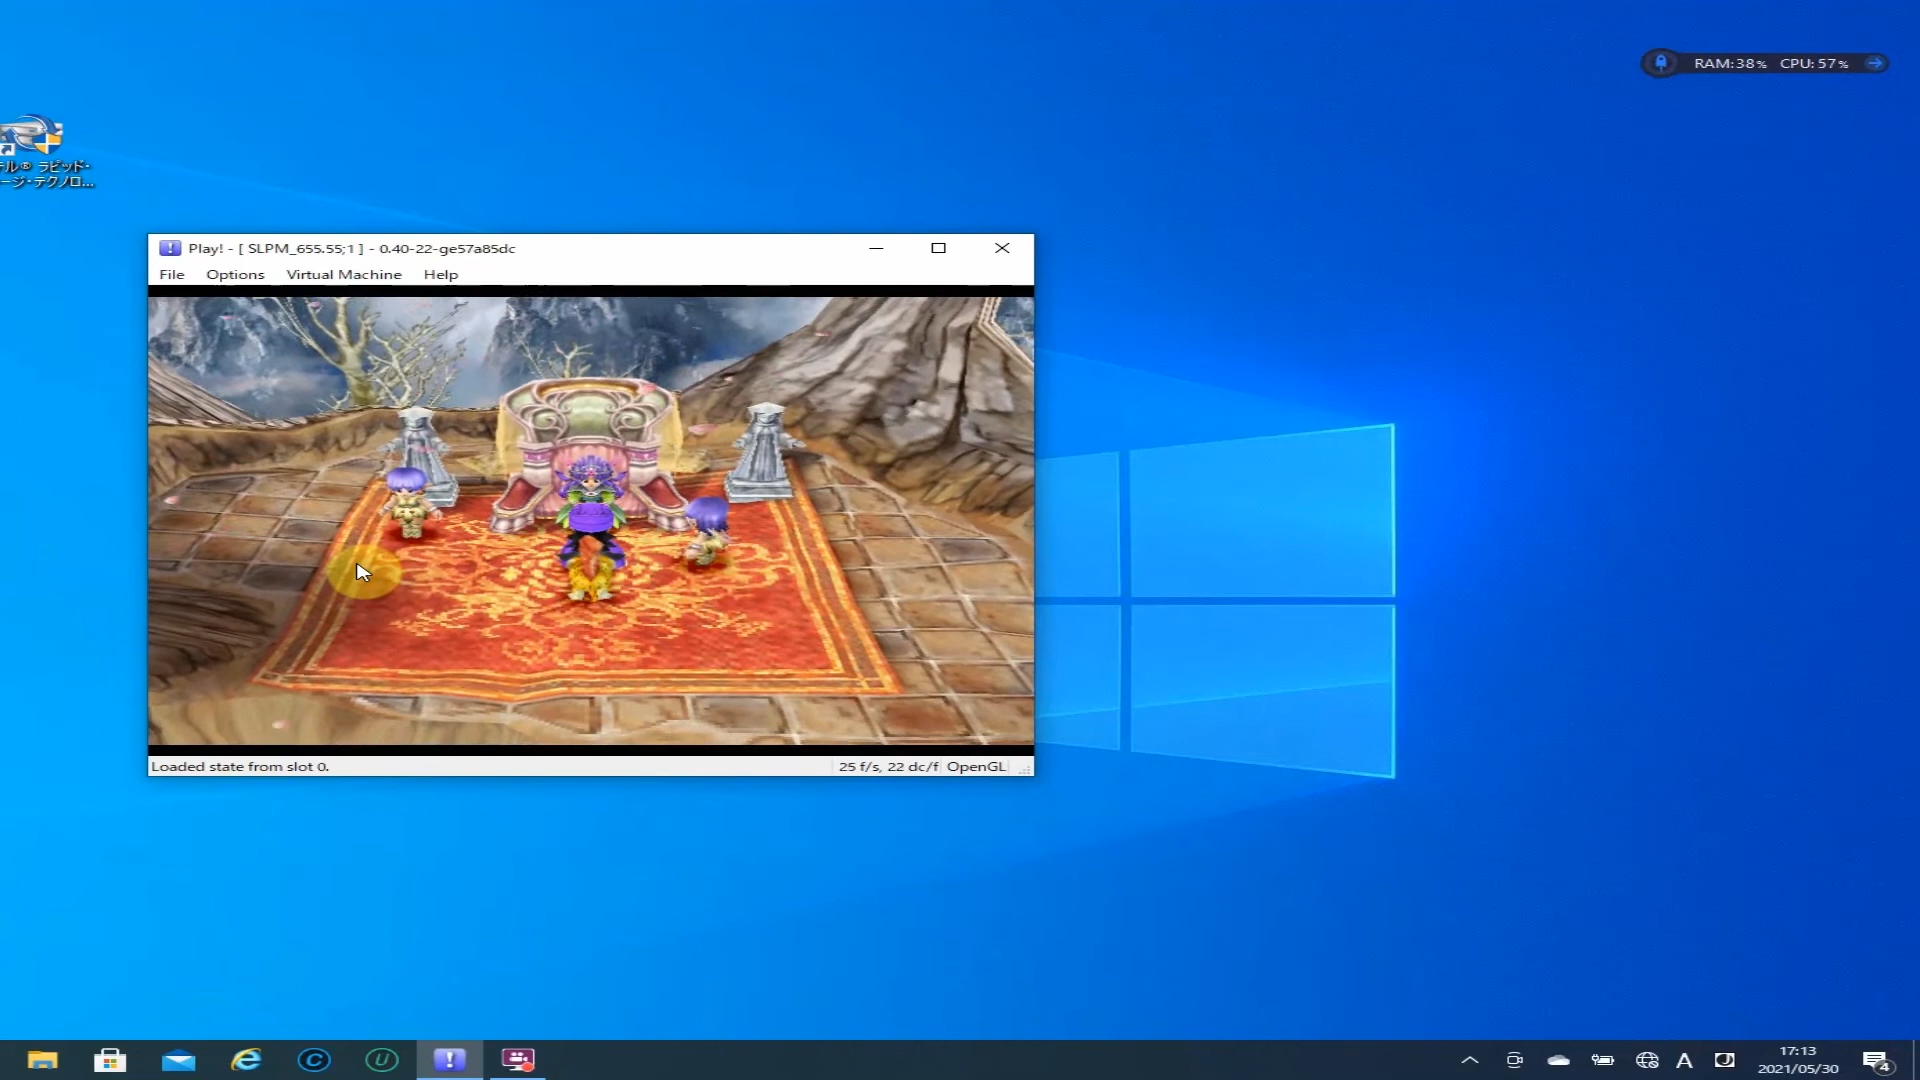 RAM:38% CPU:57%
テル® ラピッド・
ージ・テクノロ...
Play! - [ SLPM_655.55;1 ] - 0.40-22-ge57a85dc
File Options Virtual Machine Help
Loaded state from slot 0.
25 f/s, 22 dc/f OpenGL
A
17:13
2021/05/30
4